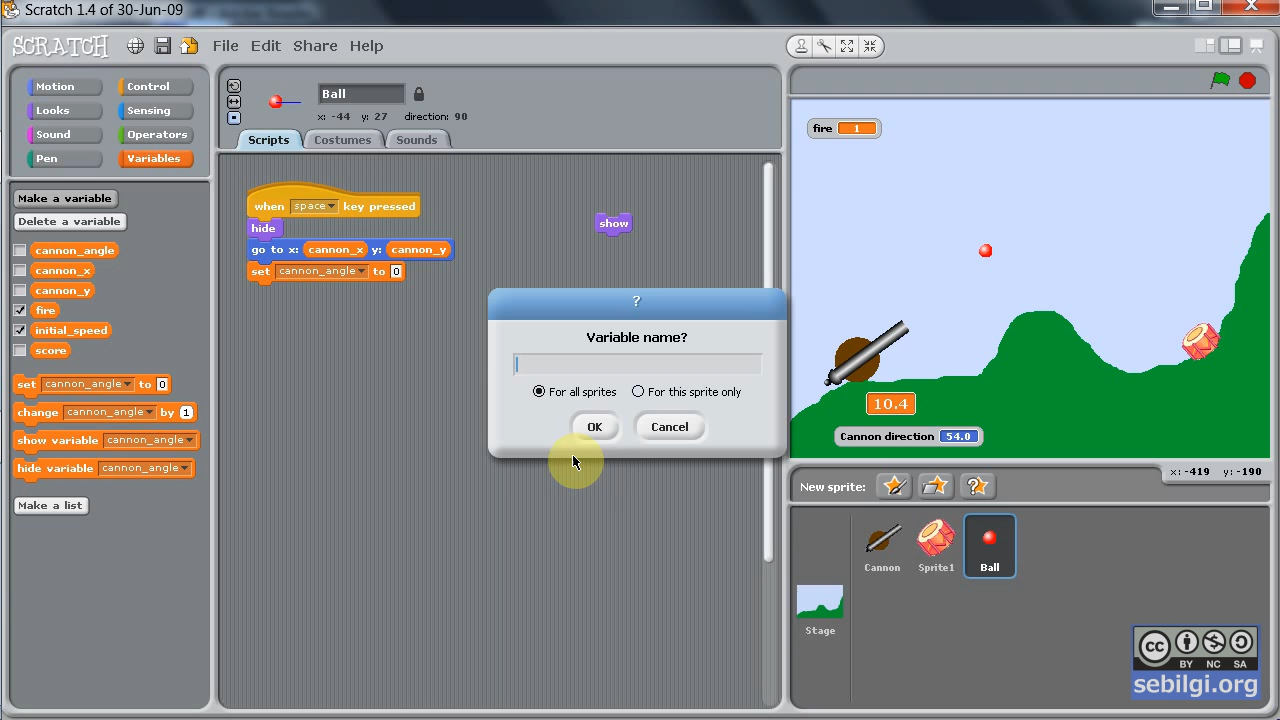 Scratch 1.4 of 30-Jun-09
SCRATCH File Edit Share Help
Motion Control
Looks Sensing
Sound Operators
Pen Variables
Make a variable
Delete a variable
cannon_angle
cannon_x
cannon_y
fire
initial_speed
score
set cannon_angle to 0
change cannon_angle by 1
show variable cannon_angle
hide variable cannon_angle
Make a list
Ball
x: -44 y: 27 direction: 90
Scripts Costumes Sounds
when space key pressed
hide
go to x: cannon_x y: cannon_y
set cannon_angle to 0
show
?
Variable name?
For all sprites For this sprite only
OK Cancel
fire 1
10.4
Cannon direction 54.0
x: -419 y: -190
New sprite:
Cannon Sprite1 Ball
Stage
CC BY NC SA
sebilgi.org